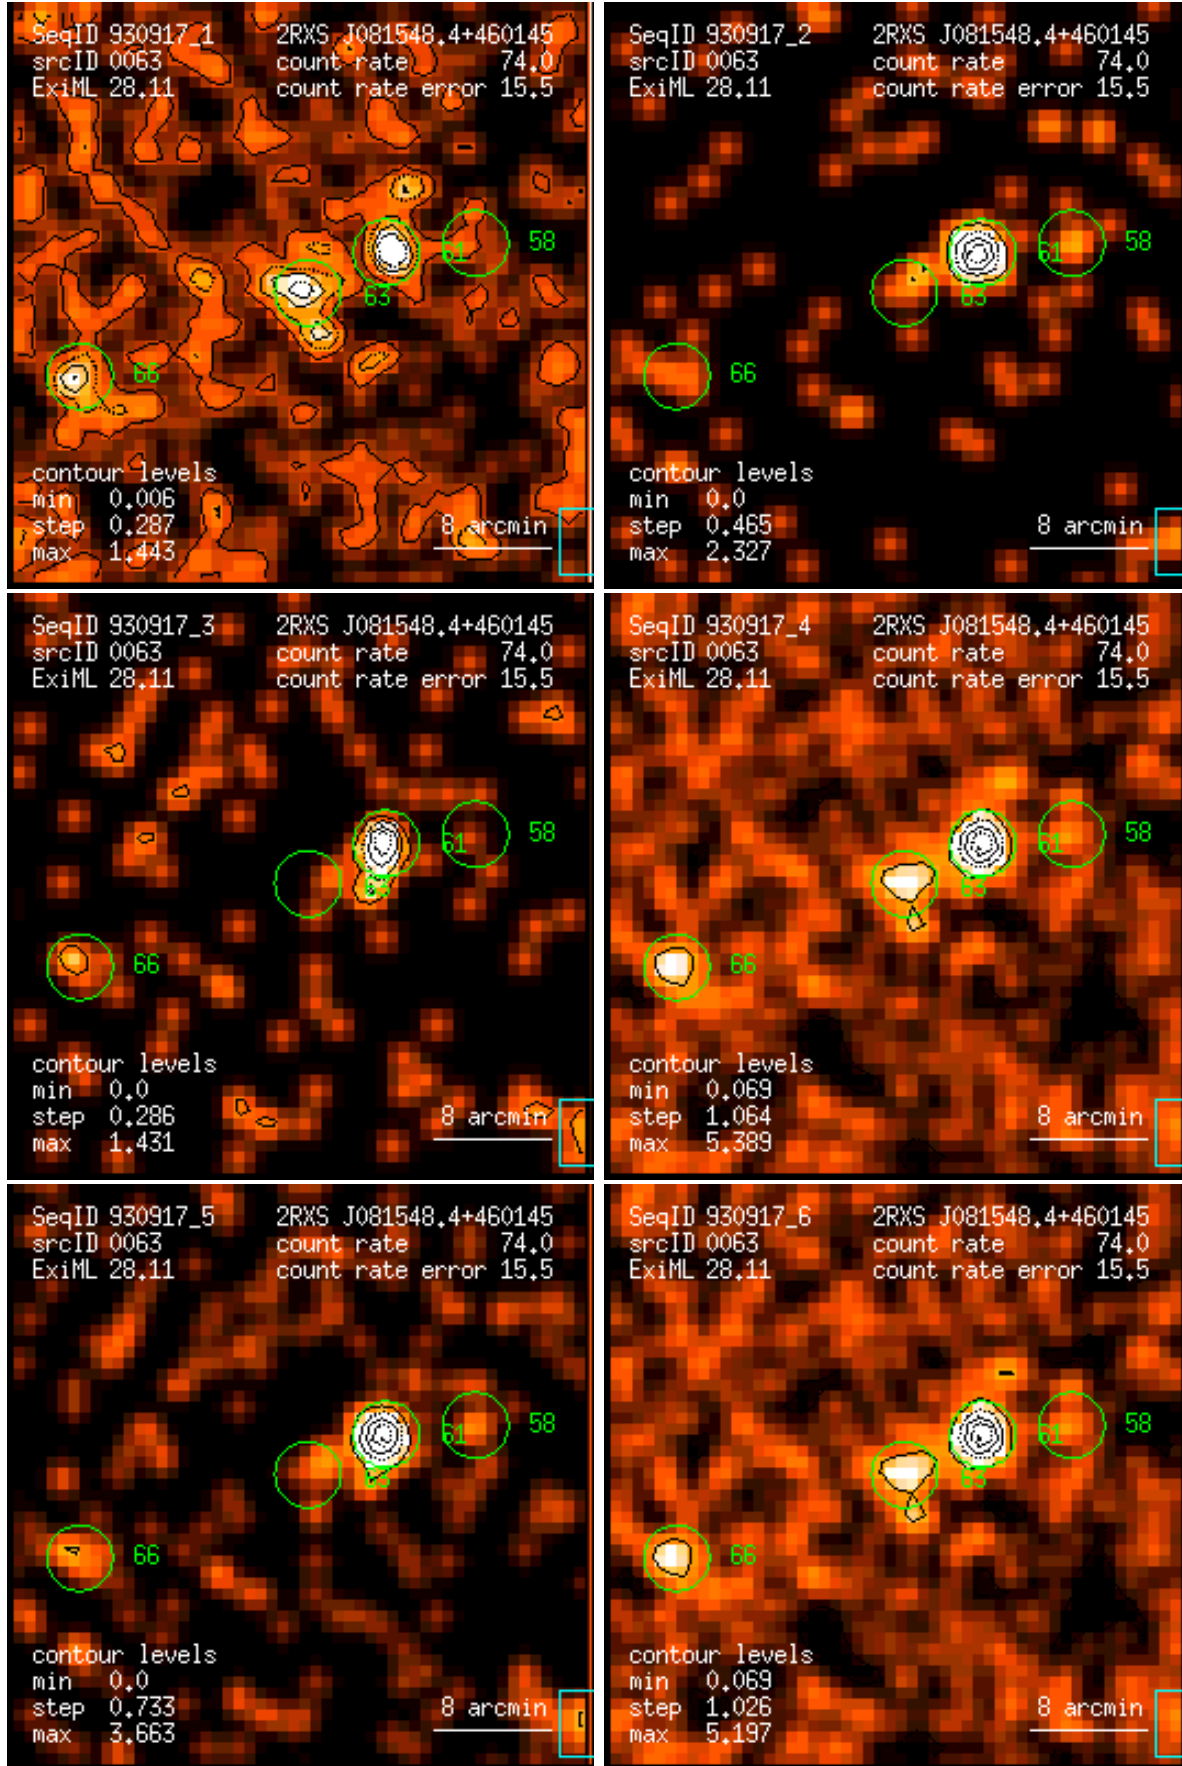 SeqID 930917_1 2RXS J081548.4+460145
srcID 0063 count rate 74.0
ExiML 28.11 count rate error 15.5
58
61
63
66
contour levels
min 0.006
step 0.287 8 arcmin
max 1.443
SeqID 930917_2 2RXS J081548.4+460145
srcID 0063 count rate 74.0
ExiML 28.11 count rate error 15.5
58
61
63
66
contour levels
min 0.0
step 0.465 8 arcmin
max 2.327
SeqID 930917_3 2RXS J081548.4+460145
srcID 0063 count rate 74.0
ExiML 28.11 count rate error 15.5
58
61
63
66
contour levels
min 0.0
step 0.286 8 arcmin
max 1.431
SeqID 930917_4 2RXS J081548.4+460145
srcID 0063 count rate 74.0
ExiML 28.11 count rate error 15.5
58
61
63
66
contour levels
min 0.069
step 1.064 8 arcmin
max 5.389
SeqID 930917_5 2RXS J081548.4+460145
srcID 0063 count rate 74.0
ExiML 28.11 count rate error 15.5
58
61
63
66
contour levels
min 0.0
step 0.733 8 arcmin
max 3.663
SeqID 930917_6 2RXS J081548.4+460145
srcID 0063 count rate 74.0
ExiML 28.11 count rate error 15.5
58
61
63
66
contour levels
min 0.069
step 1.026 8 arcmin
max 5.197